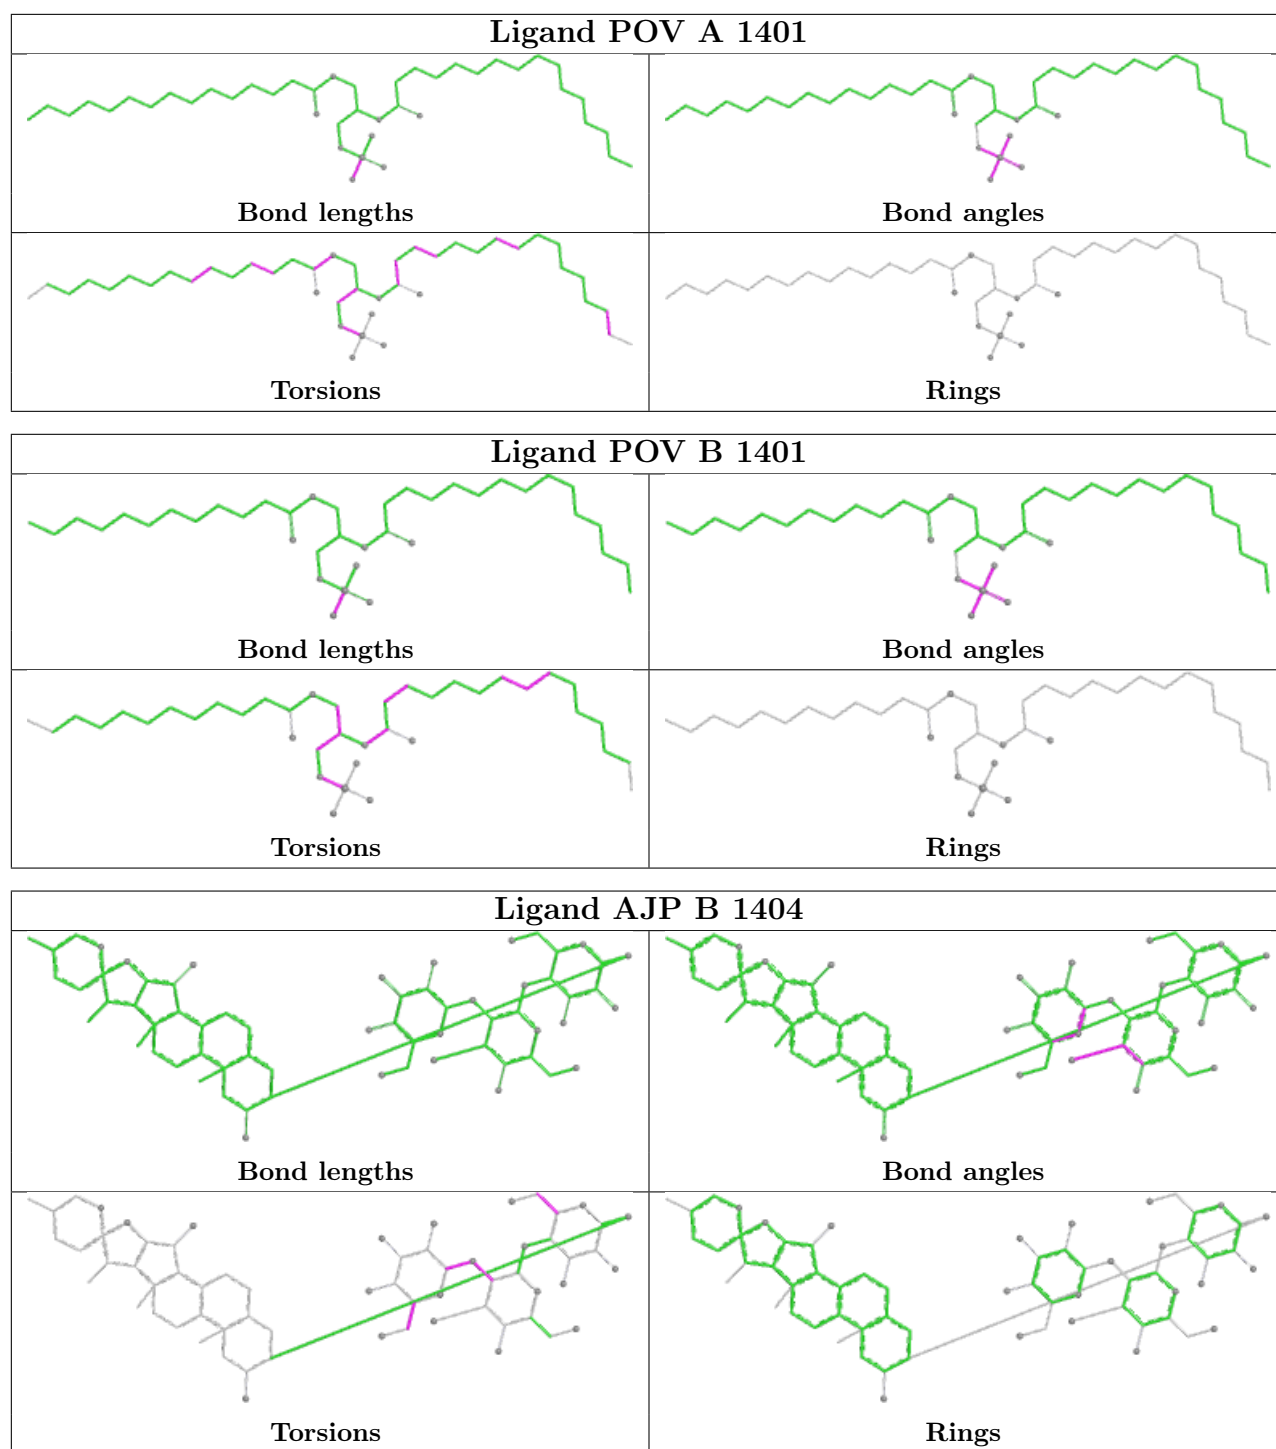 Ligand POV A 1401
Bond lengths
Bond angles
Torsions
Rings
Ligand POV B 1401
Bond lengths
Bond angles
Torsions
Rings
Ligand AJP B 1404
Bond lengths
Bond angles
Torsions
Rings